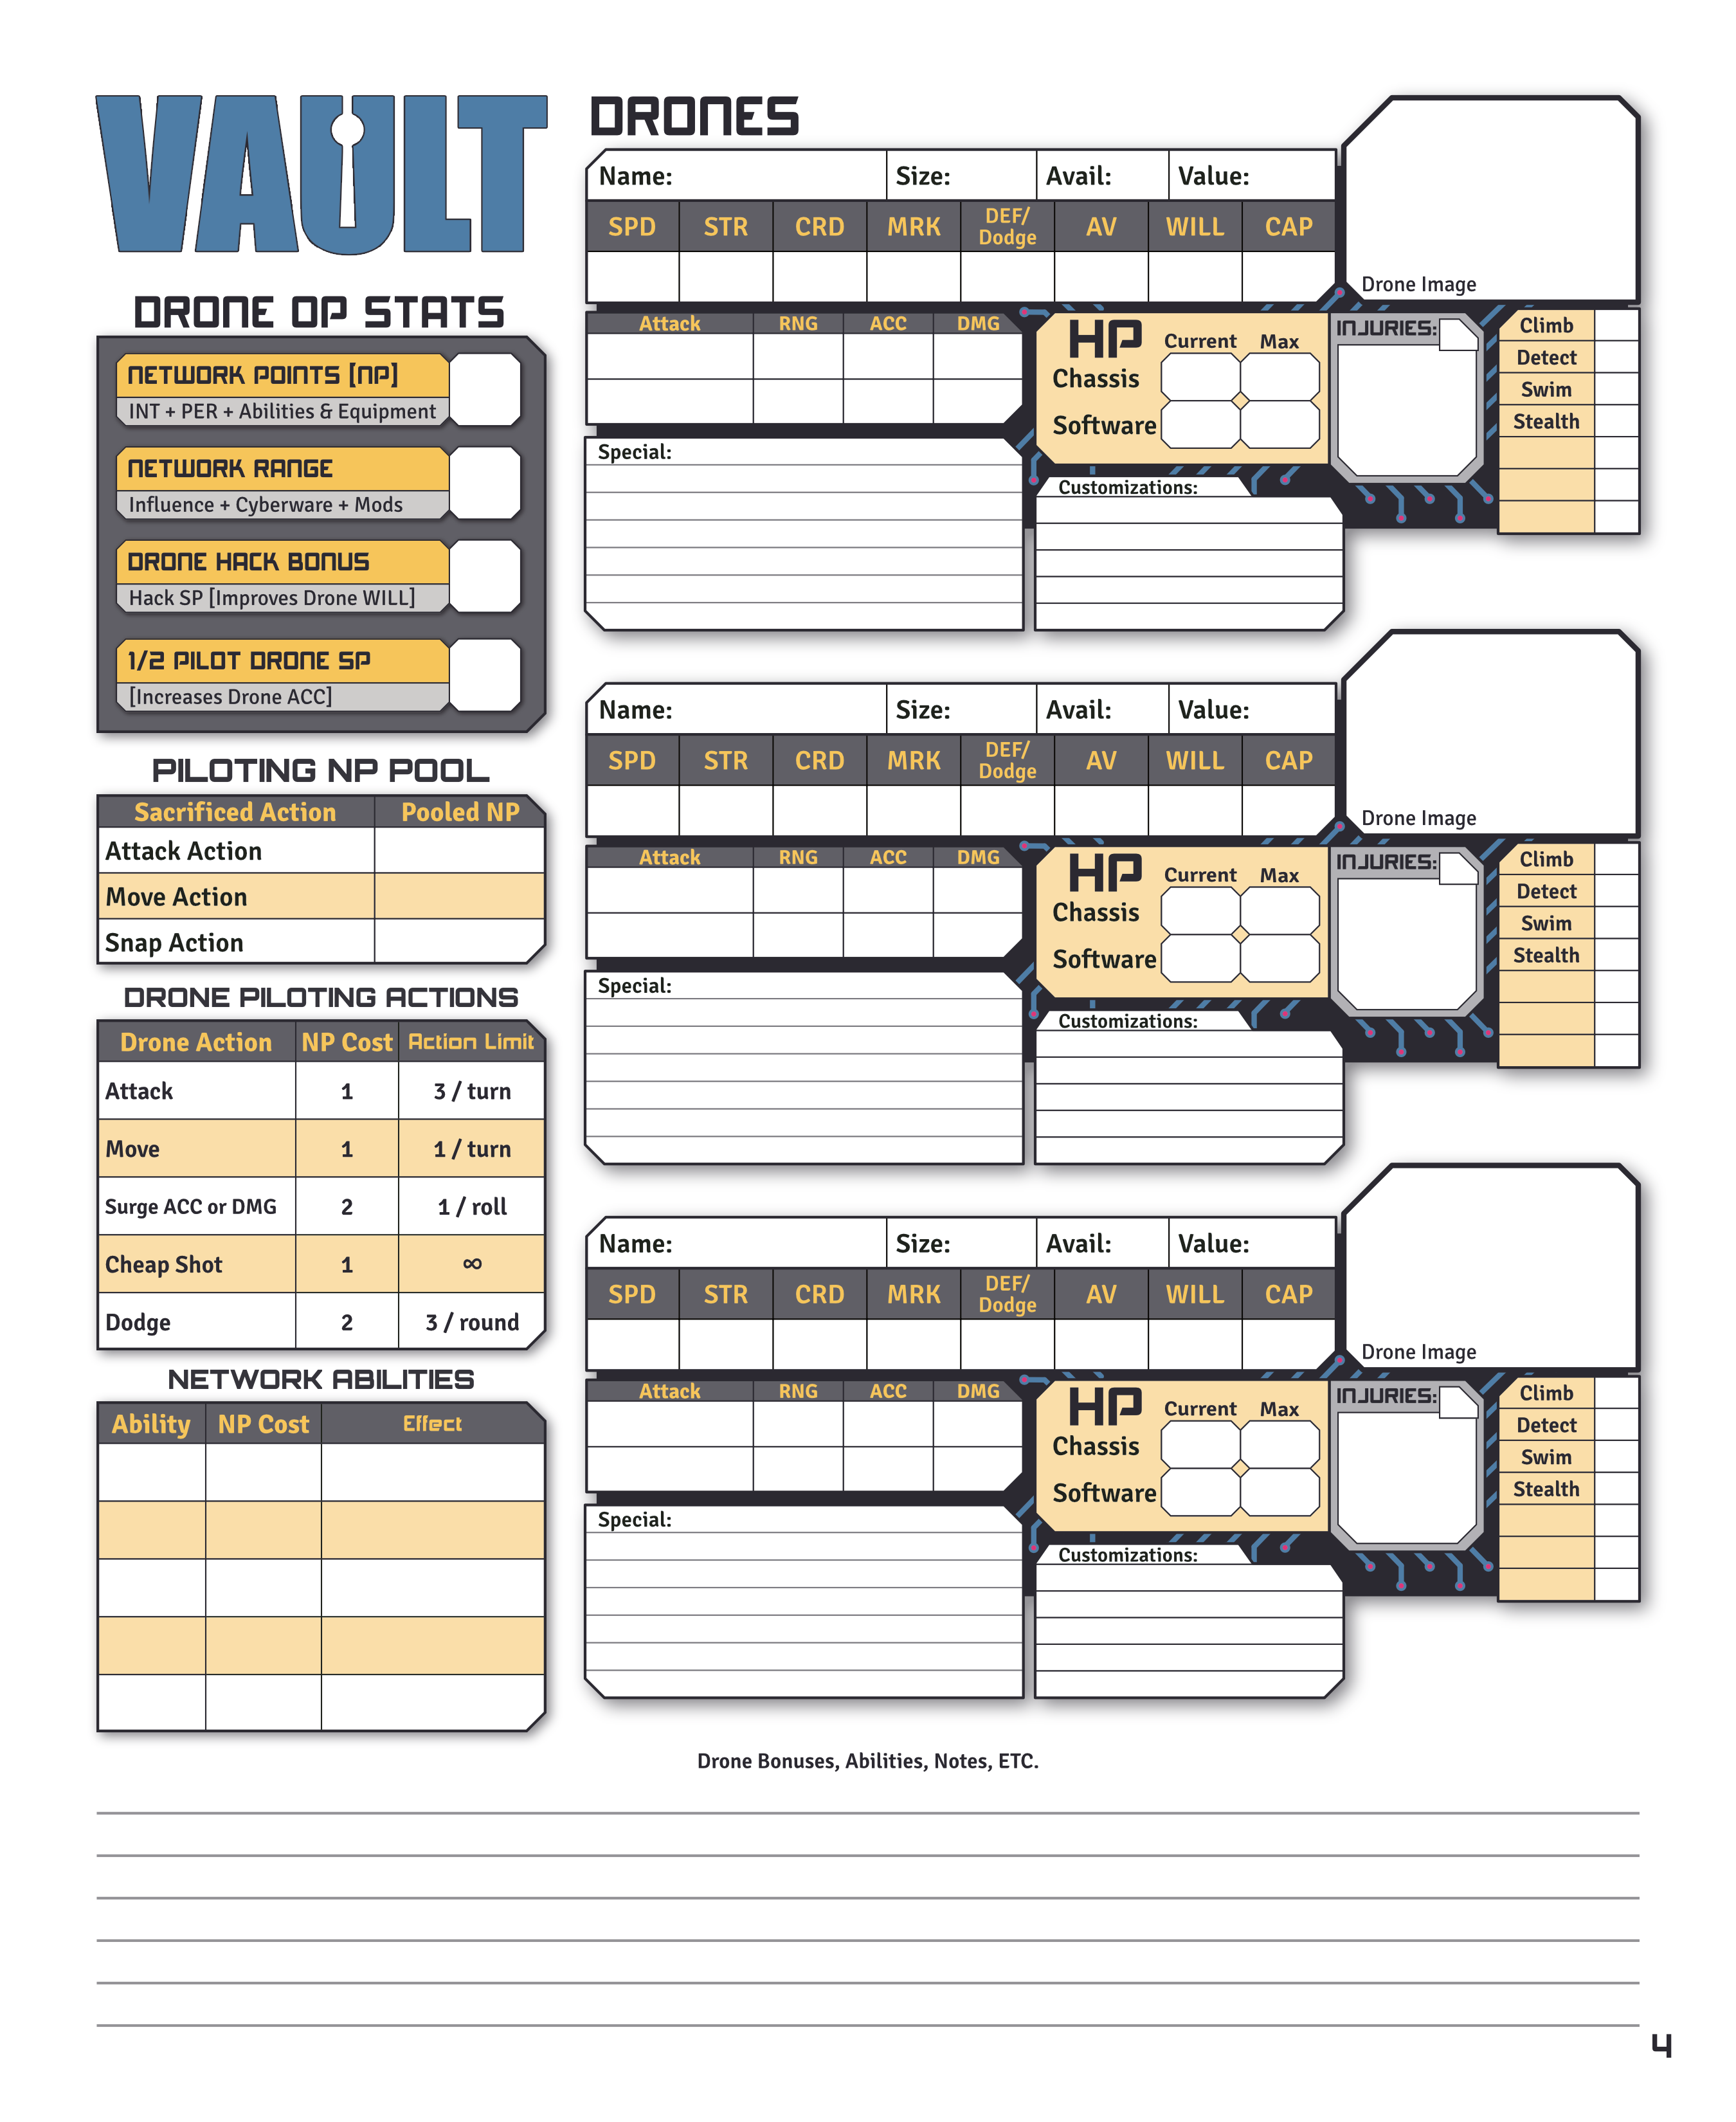 VAULT
DRONE OP STATS
NETWORK POINTS [NP]
INT + PER + Abilities & Equipment
NETWORK RANGE
Influence + Cyberware + Mods
DRONE HACK BONUS
Hack SP [Improves Drone WILL]
1/2 PILOT DRONE SP
[Increases Drone ACC]
PILOTING NP POOL
Sacrificed Action Pooled NP
Attack Action
Move Action
Snap Action
DRONE PILOTING ACTIONS
Drone Action NP Cost Action Limit
Attack 1 3 / turn
Move 1 1 / turn
Surge ACC or DMG 2 1 / roll
Cheap Shot 1 ∞
Dodge 2 3 / round
NETWORK ABILITIES
Ability NP Cost Effect
DRONES
Name: Size: Avail: Value:
SPD STR CRD MRK DEF/ Dodge AV WILL CAP
Drone Image
Attack RNG ACC DMG
HP Current Max
Chassis
Software
INJURIES:
Climb
Detect
Swim
Stealth
Special:
Customizations:
Name: Size: Avail: Value:
SPD STR CRD MRK DEF/ Dodge AV WILL CAP
Drone Image
Attack RNG ACC DMG
HP Current Max
Chassis
Software
INJURIES:
Climb
Detect
Swim
Stealth
Special:
Customizations:
Name: Size: Avail: Value:
SPD STR CRD MRK DEF/ Dodge AV WILL CAP
Drone Image
Attack RNG ACC DMG
HP Current Max
Chassis
Software
INJURIES:
Climb
Detect
Swim
Stealth
Special:
Customizations:
Drone Bonuses, Abilities, Notes, ETC.
4